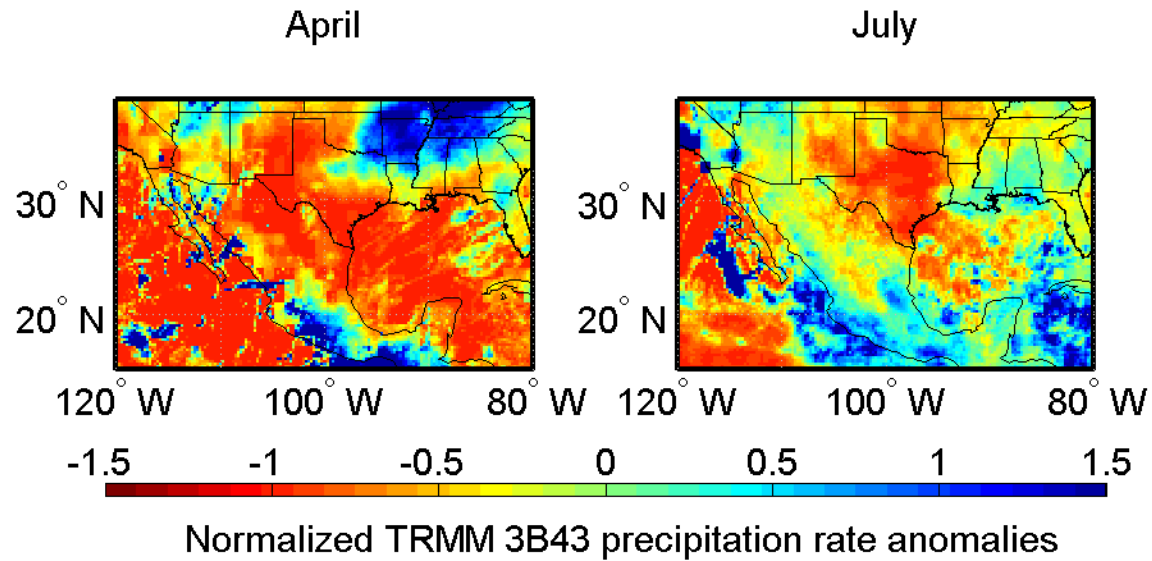 April July
30° N 30° N
20° N 20° N
120° W 100° W 80° W 120° W 100° W 80° W
-1.5 -1 -0.5 0 0.5 1 1.5
Normalized TRMM 3B43 precipitation rate anomalies